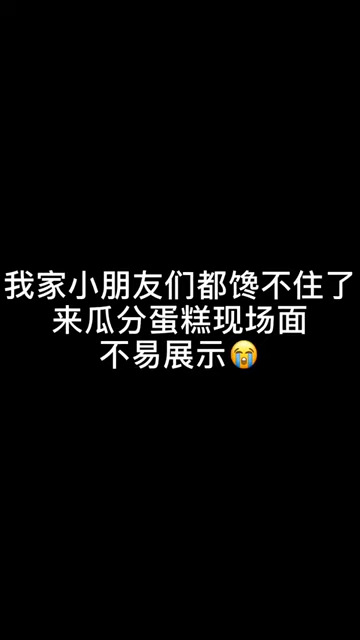 我家小朋友们都馋不住了
来瓜分蛋糕现场面
不易展示😭